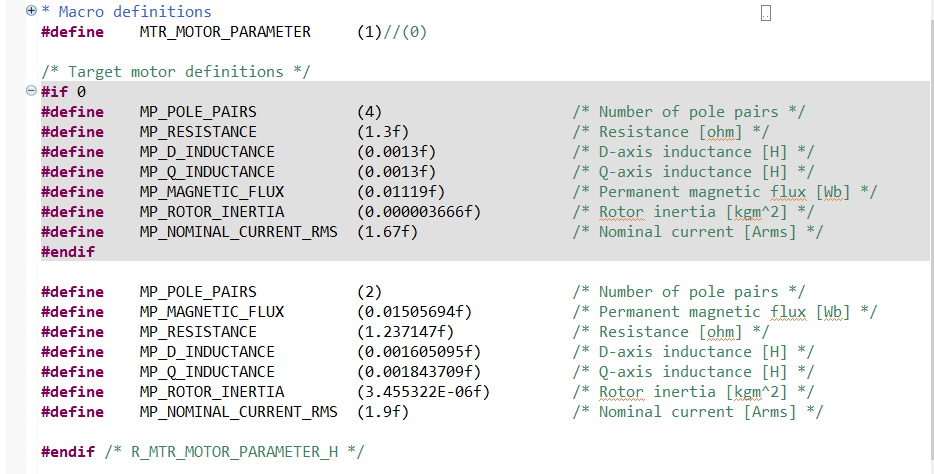 * Macro definitions
#define MTR_MOTOR_PARAMETER (1)//(0)
/* Target motor definitions */
#if 0
#define MP_POLE_PAIRS (4) /* Number of pole pairs */
#define MP_RESISTANCE (1.3f) /* Resistance [ohm] */
#define MP_D_INDUCTANCE (0.0013f) /* D-axis inductance [H] */
#define MP_Q_INDUCTANCE (0.0013f) /* Q-axis inductance [H] */
#define MP_MAGNETIC_FLUX (0.01119f) /* Permanent magnetic flux [Wb] */
#define MP_ROTOR_INERTIA (0.000003666f) /* Rotor inertia [kgm^2] */
#define MP_NOMINAL_CURRENT_RMS (1.67f) /* Nominal current [Arms] */
#endif
#define MP_POLE_PAIRS (2) /* Number of pole pairs */
#define MP_MAGNETIC_FLUX (0.01505694f) /* Permanent magnetic flux [Wb] */
#define MP_RESISTANCE (1.237147f) /* Resistance [ohm] */
#define MP_D_INDUCTANCE (0.001605095f) /* D-axis inductance [H] */
#define MP_Q_INDUCTANCE (0.001843709f) /* Q-axis inductance [H] */
#define MP_ROTOR_INERTIA (3.455322E-06f) /* Rotor inertia [kgm^2] */
#define MP_NOMINAL_CURRENT_RMS (1.9f) /* Nominal current [Arms] */
#endif /* R_MTR_MOTOR_PARAMETER_H */